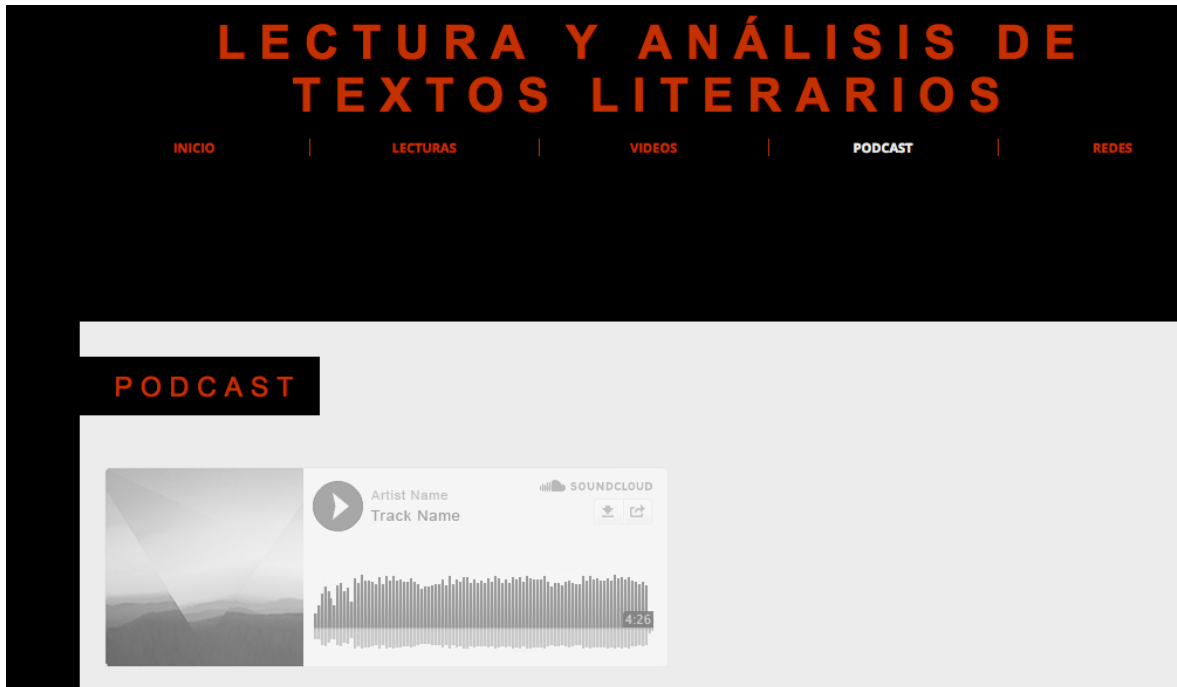 LECTURA Y ANÁLISIS DE
TEXTOS LITERARIOS
INICIO
LECTURAS
VIDEOS
PODCAST
REDES
PODCAST
Artist Name
SOUNDCLOUD
Track Name
4:26